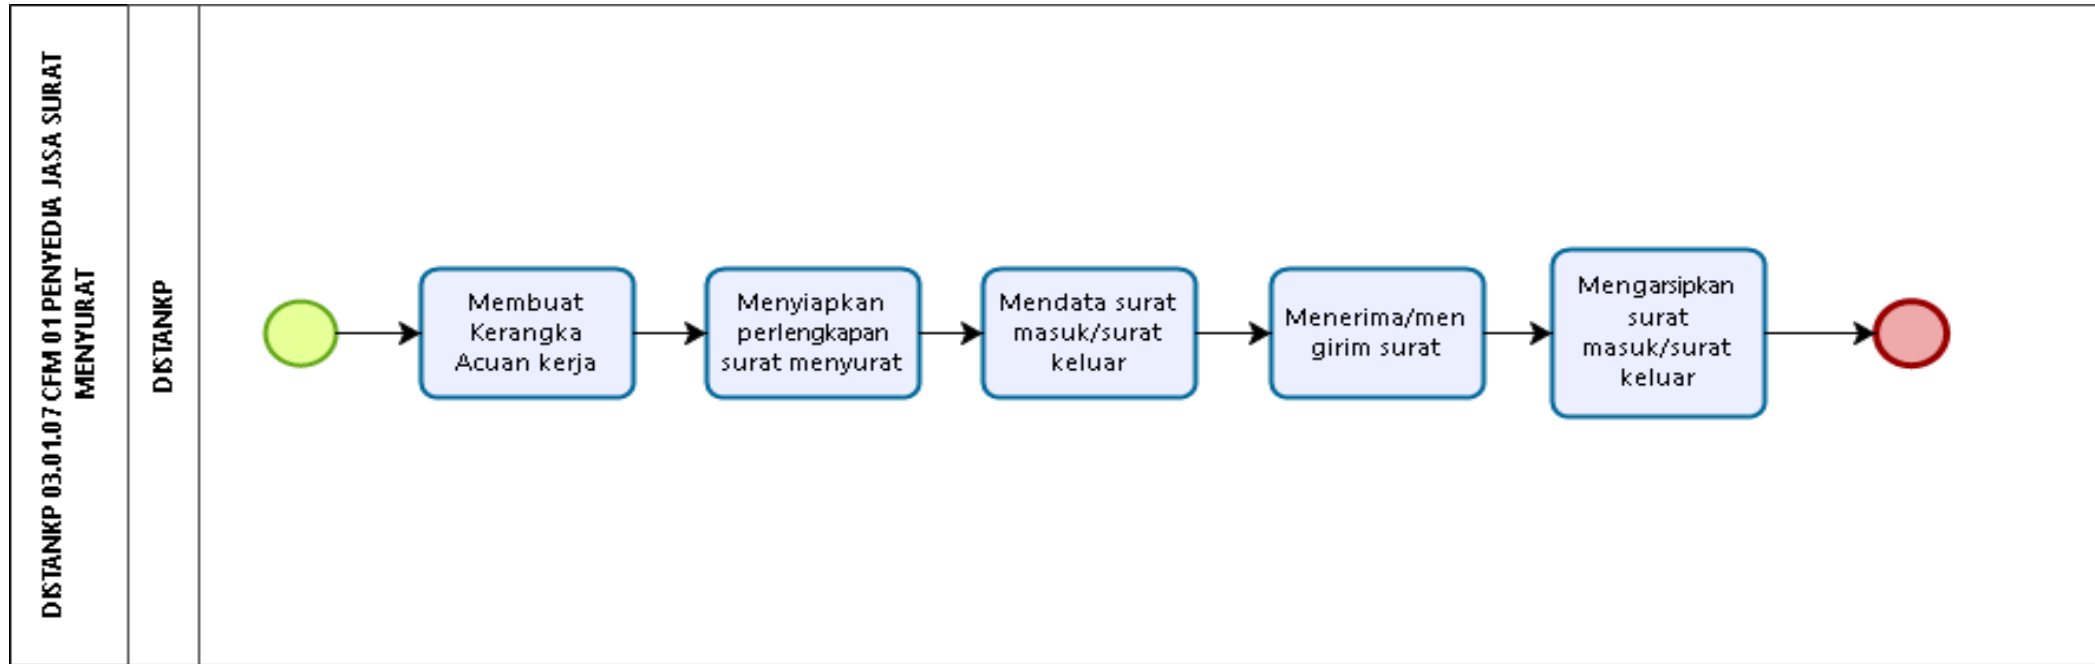 DISTANKP 03.01.07 CFM 01 PENYEDIA JASA SURAT
MENYURAT
DISTANKP
Membuat
Kerangka
Acuan kerja
Menyiapkan
perlengkapan
surat menyurat
Mendata surat
masuk/surat
keluar
Menerima/men
girim surat
Mengarsipkan
surat
masuk/surat
keluar